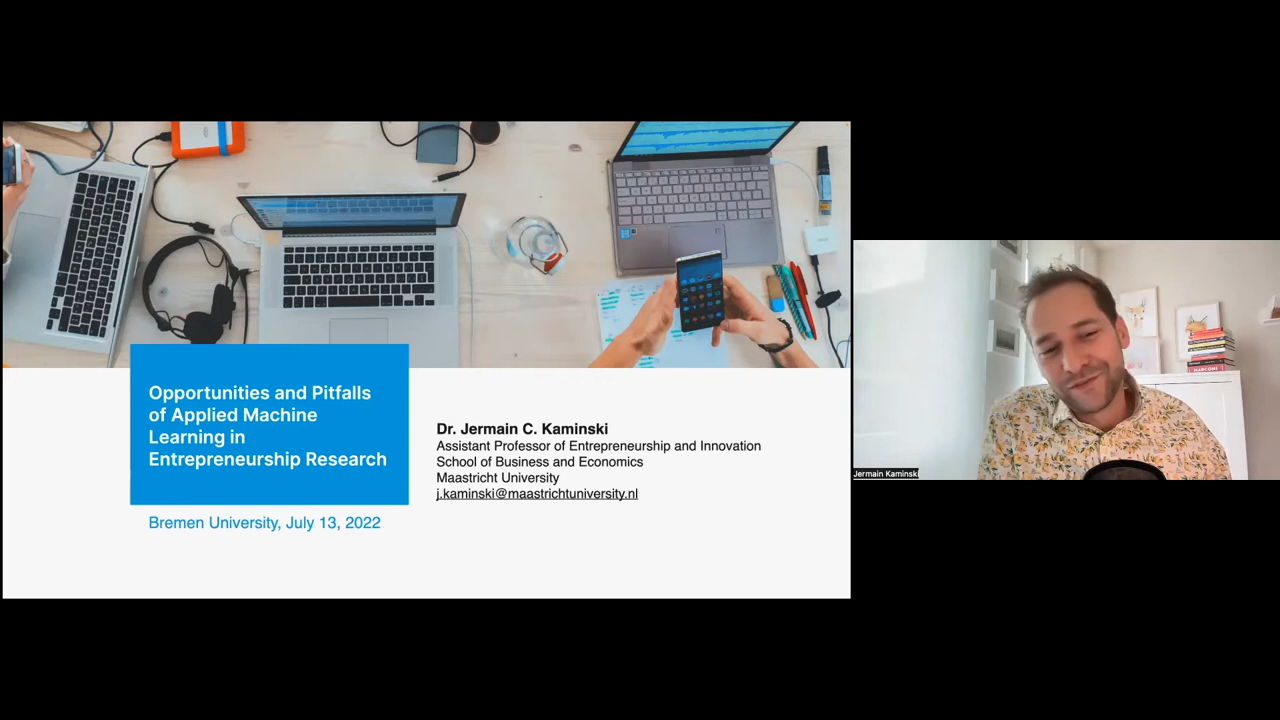 Opportunities and Pitfalls
of Applied Machine
Learning in
Entrepreneurship Research
Bremen University, July 13, 2022
Dr. Jermain C. Kaminski
Assistant Professor of Entrepreneurship and Innovation
School of Business and Economics
Maastricht University
j.kaminski@maastrichtuniversity.nl
Jermain Kaminski
MARCONI